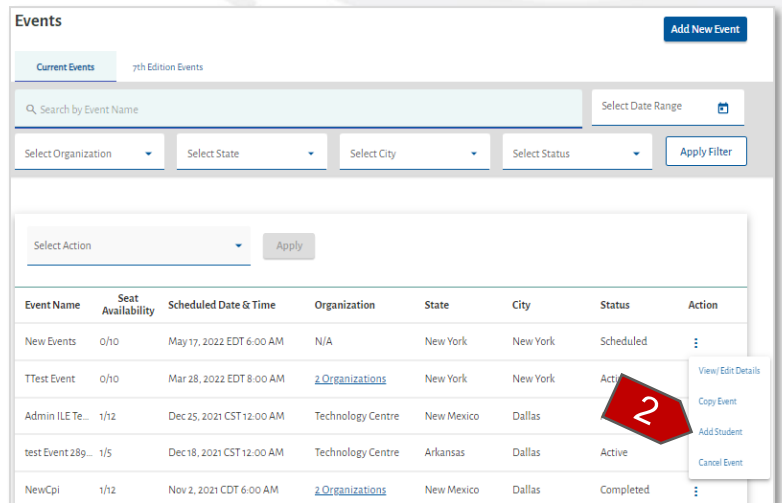 Events
Add New Event
Current Events 7th Edition Events
Search by Event Name
Select Date Range
Select Organization Select State Select City Select Status Apply Filter
Select Action Apply
Event Name Seat Availability Scheduled Date & Time Organization State City Status Action
New Events 0/10 May 17, 2022 EDT 6:00 AM N/A New York New York Scheduled
TTest Event 0/10 Mar 28, 2022 EDT 8:00 AM 2 Organizations New York New York
View/Edit Details
Copy Event
Admin ILE Te... 1/12 Dec 25, 2021 CST 12:00 AM Technology Centre New Mexico Dallas
2
Add Student
test Event 289... 1/5 Dec 18, 2021 CST 12:00 AM Technology Centre Arkansas Dallas Active
Cancel Event
NewCpi 1/12 Nov 2, 2021 CDT 6:00 AM 2 Organizations New Mexico Dallas Completed